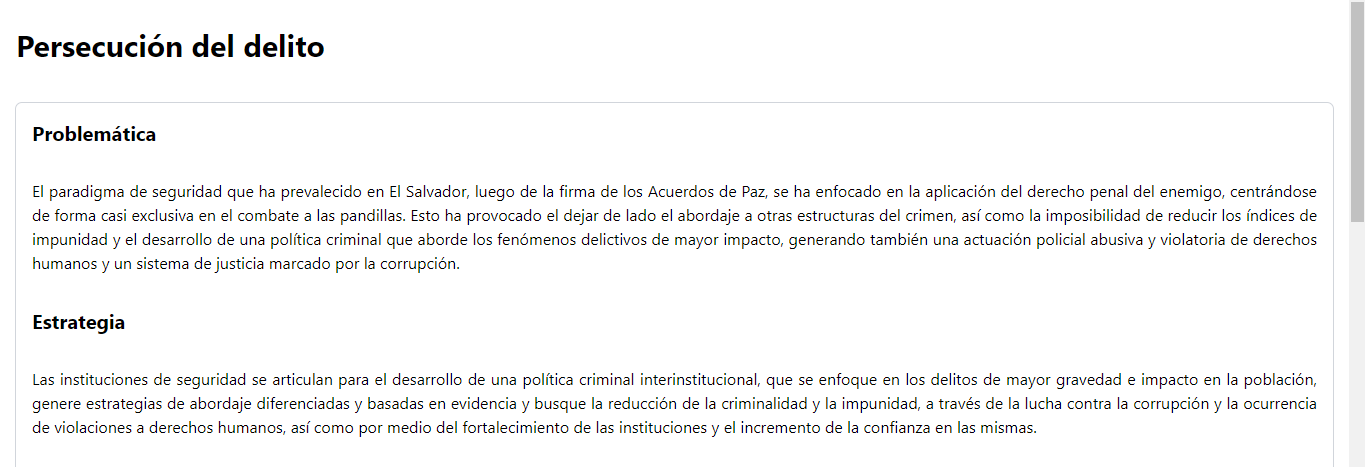 Persecución del delito
Problemática
El paradigma de seguridad que ha prevalecido en El Salvador, luego de la firma de los Acuerdos de Paz, se ha enfocado en la aplicación del derecho penal del enemigo, centrándose
de forma casi exclusiva en el combate a las pandillas. Esto ha provocado el dejar de lado el abordaje a otras estructuras del crimen, así como la imposibilidad de reducir los índices de
impunidad y el desarrollo de una política criminal que aborde los fenómenos delictivos de mayor impacto, generando también una actuación policial abusiva y violatoria de derechos
humanos y un sistema de justicia marcado por la corrupción.
Estrategia
Las instituciones de seguridad se articulan para el desarrollo de una política criminal interinstitucional, que se enfoque en los delitos de mayor gravedad e impacto en la población,
genere estrategias de abordaje diferenciadas y basadas en evidencia y busque la reducción de la criminalidad y la impunidad, a través de la lucha contra la corrupción y la ocurrencia
de violaciones a derechos humanos, así como por medio del fortalecimiento de las instituciones y el incremento de la confianza en las mismas.